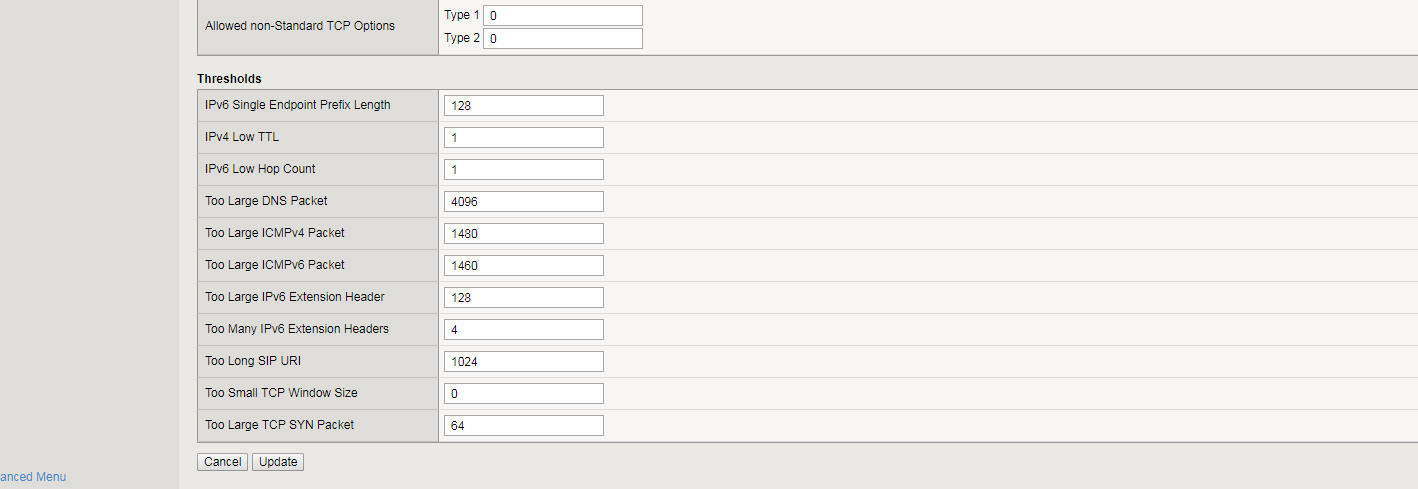 Allowed non-Standard TCP Options
Type 1 0
Type 2 0
Thresholds
IPv6 Single Endpoint Prefix Length 128
IPv4 Low TTL 1
IPv6 Low Hop Count 1
Too Large DNS Packet 4096
Too Large ICMPv4 Packet 1480
Too Large ICMPv6 Packet 1460
Too Large IPv6 Extension Header 128
Too Many IPv6 Extension Headers 4
Too Long SIP URI 1024
Too Small TCP Window Size 0
Too Large TCP SYN Packet 64
Cancel Update
anced Menu